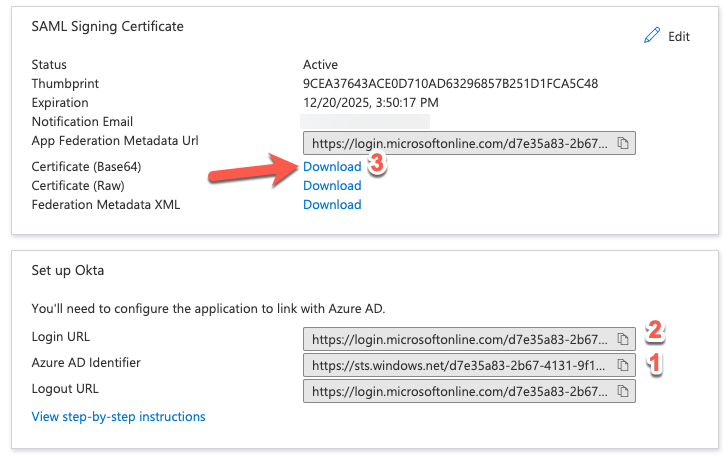 SAML Signing Certificate
Edit
Status Active
Thumbprint 9CEA37643ACE0D710AD63296857B251D1FCA5C48
Expiration 12/20/2025, 3:50:17 PM
Notification Email
App Federation Metadata Url https://login.microsoftonline.com/d7e35a83-2b67...
Certificate (Base64) Download 3
Certificate (Raw) Download
Federation Metadata XML Download
Set up Okta
You'll need to configure the application to link with Azure AD.
Login URL https://login.microsoftonline.com/d7e35a83-2b67... 2
Azure AD Identifier https://sts.windows.net/d7e35a83-2b67-4131-9f1... 1
Logout URL https://login.microsoftonline.com/d7e35a83-2b67...
View step-by-step instructions